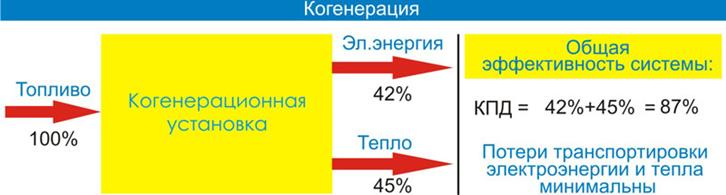 Когенерация
Топливо
100%
Когенерационная
установка
Эл.энергия
42%
Тепло
45%
Общая
эффективность системы:
КПД = 42%+45% = 87%
Потери транспортировки
электроэнергии и тепла
минимальны